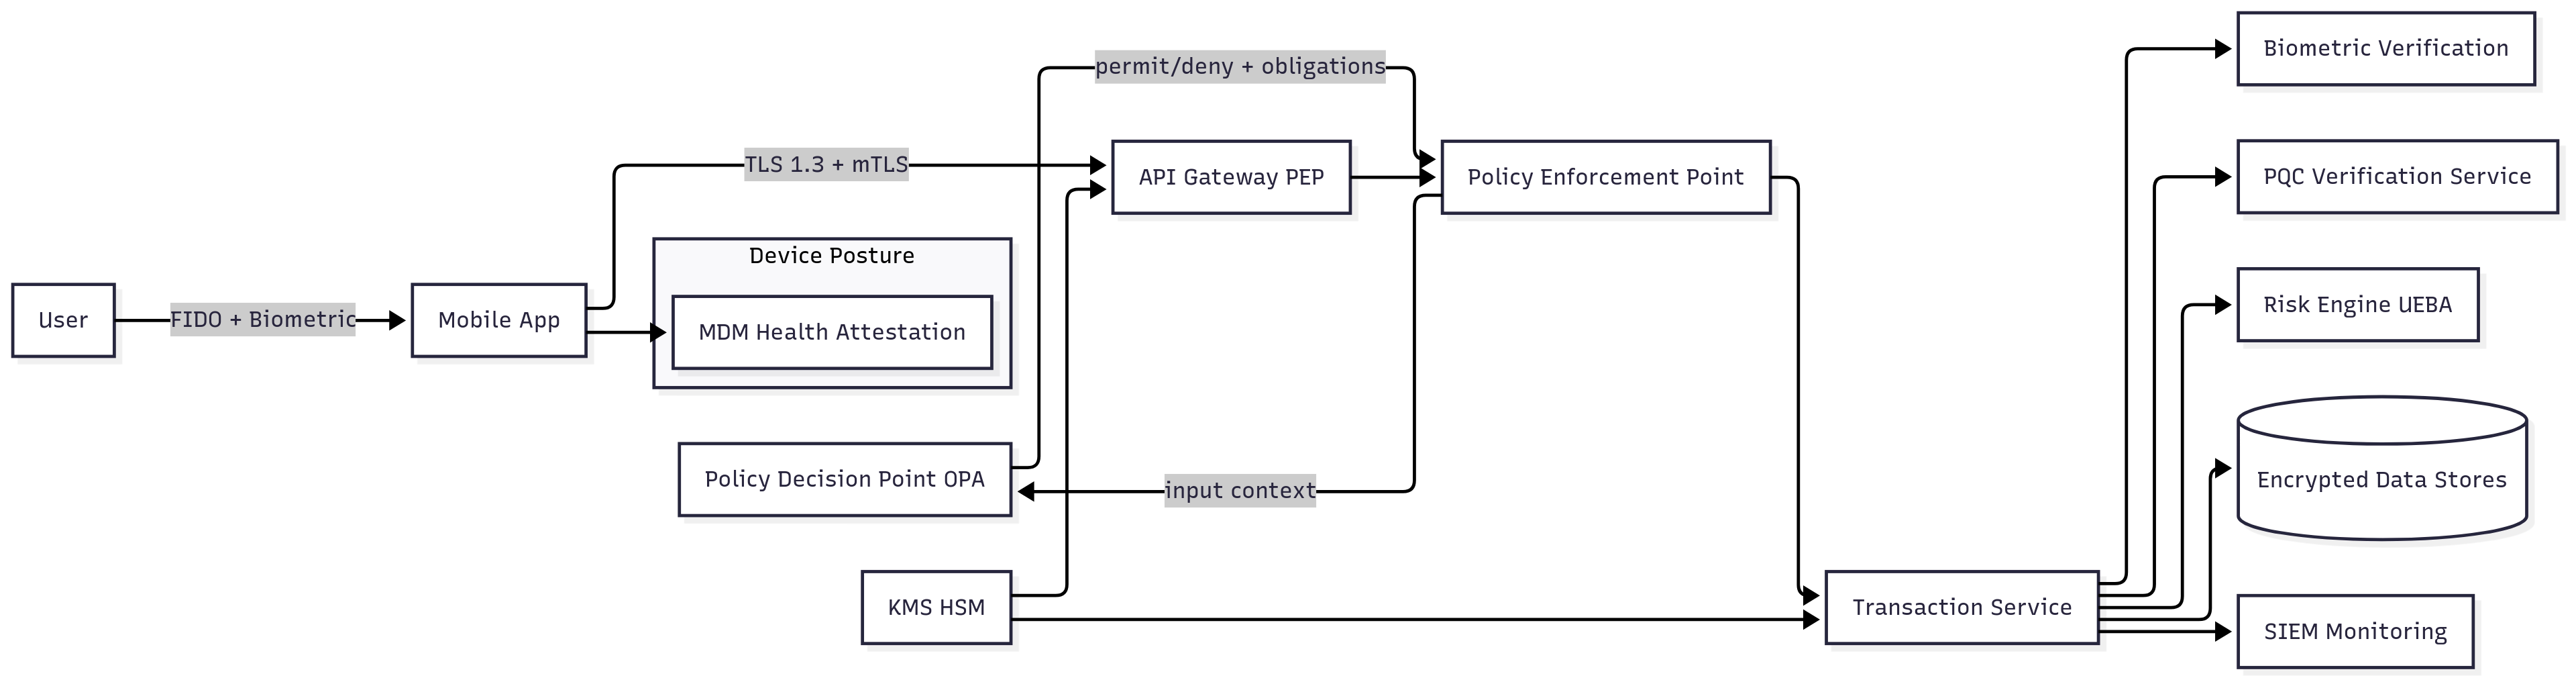 User
FIDO + Biometric
Mobile App
TLS 1.3 + mTLS
Device Posture
MDM Health Attestation
Policy Decision Point OPA
KMS HSM
permit/deny + obligations
API Gateway PEP
input context
Policy Enforcement Point
Transaction Service
Biometric Verification
PQC Verification Service
Risk Engine UEBA
Encrypted Data Stores
SIEM Monitoring